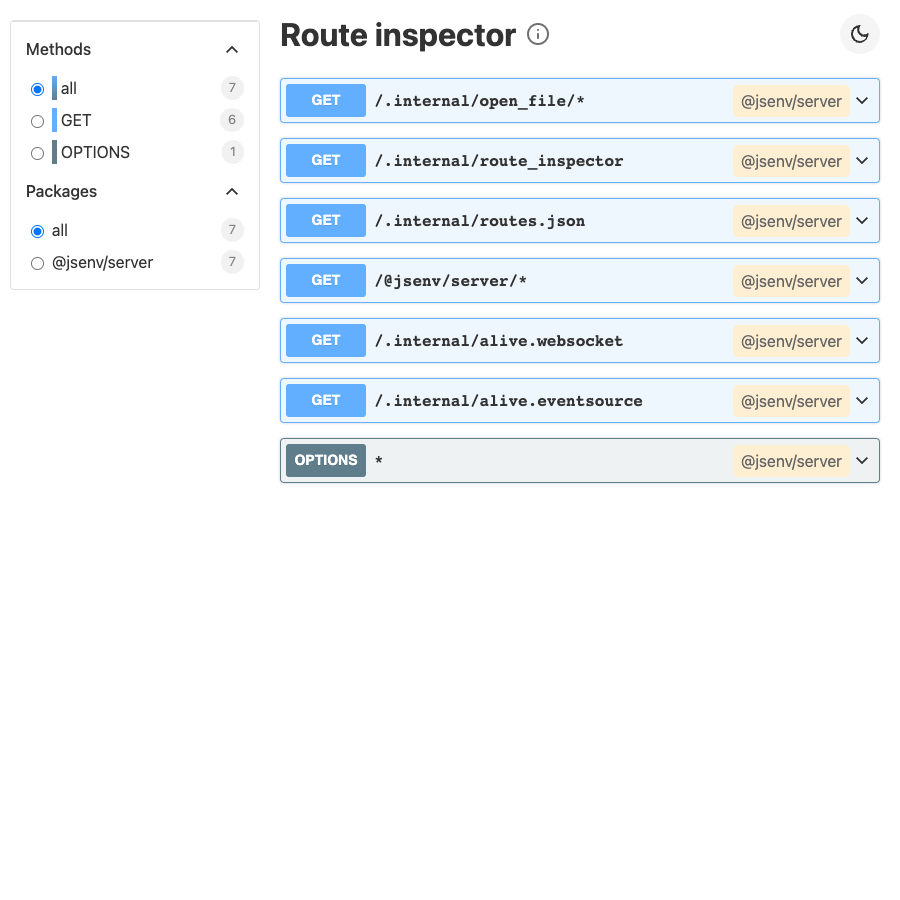 Methods
all 7
GET 6
OPTIONS 1
Packages
all 7
@jsenv/server 7
Route inspector
GET /.internal/open_file/* @jsenv/server
GET /.internal/route_inspector @jsenv/server
GET /.internal/routes.json @jsenv/server
GET /@jsenv/server/* @jsenv/server
GET /.internal/alive.websocket @jsenv/server
GET /.internal/alive.eventsource @jsenv/server
OPTIONS * @jsenv/server